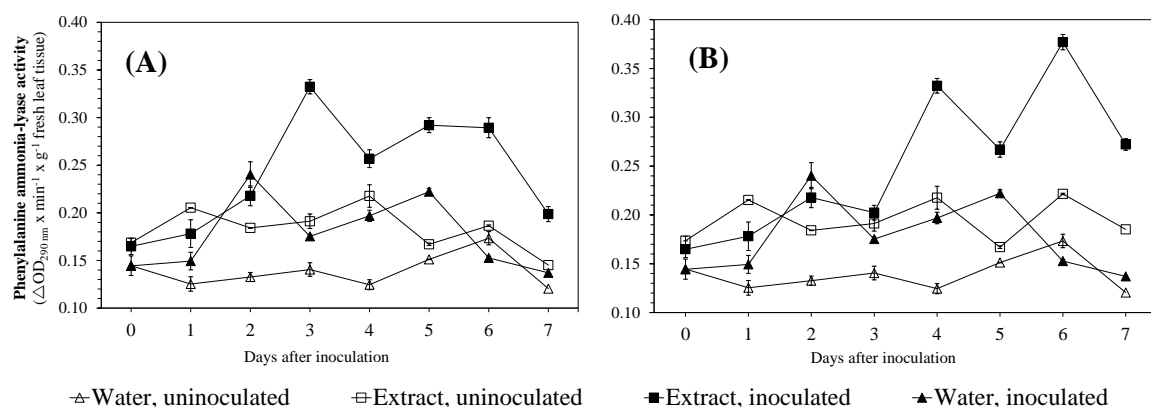 Phenylalanine ammonia-lyase activity
(△OD290 nm x min-1 x g-1 fresh leaf tissue)
0.40
0.35
0.30
0.25
0.20
0.15
0.10
(A)
0 1 2 3 4 5 6 7
Days after inoculation
0.40
0.35
0.30
0.25
0.20
0.15
0.10
(B)
0 1 2 3 4 5 6 7
Days after inoculation
Water, uninoculated Extract, uninoculated Extract, inoculated Water, inoculated